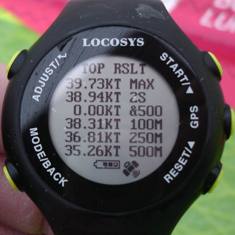 LOCOSYS
ADJUST/
START/▼
TOP RSLT
39.73KT MAX
38.94KT 2S
0.00KT &500
38.31KT 100M
36.81KT 250M
35.26KT 500M
GPS
MODE/BACK
RESET/▲